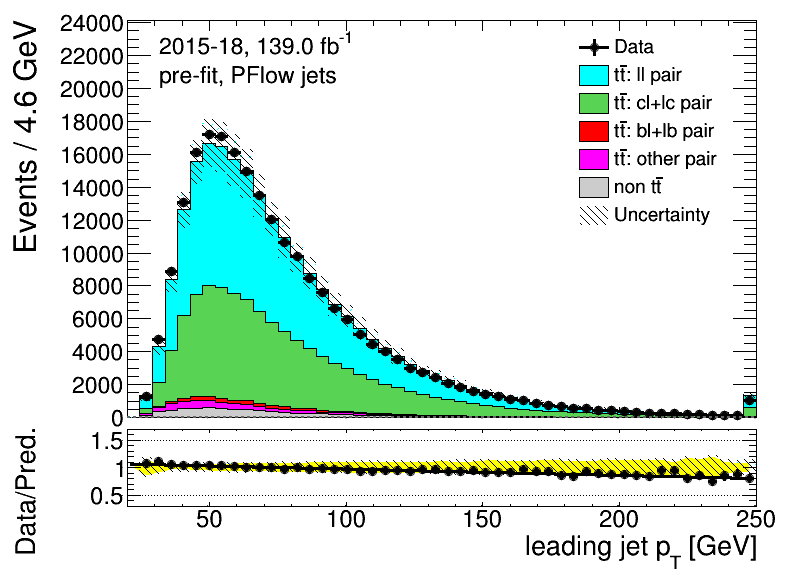 24000
22000
20000
18000
16000
14000
12000
10000
8000
6000
4000
2000
0
Events / 4.6 GeV
2015-18, 139.0 fb⁻¹
pre-fit, PFlow jets
Data
tt̄: ll pair
tt̄: cl+lc pair
tt̄: bl+lb pair
tt̄: other pair
non tt̄
Uncertainty
1.5
1
0.5
Data/Pred.
50 100 150 200 250
leading jet p_T [GeV]